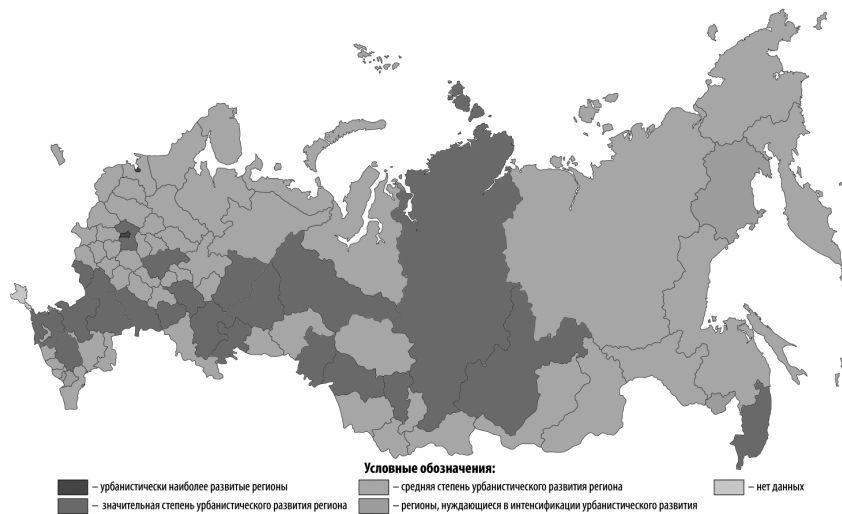 Условные обозначения:
– урбанистически наиболее развитые регионы
– средняя степень урбанистического развития региона
– нет данных
– значительная степень урбанистического развития региона
– регионы, нуждающиеся в интенсификации урбанистического развития